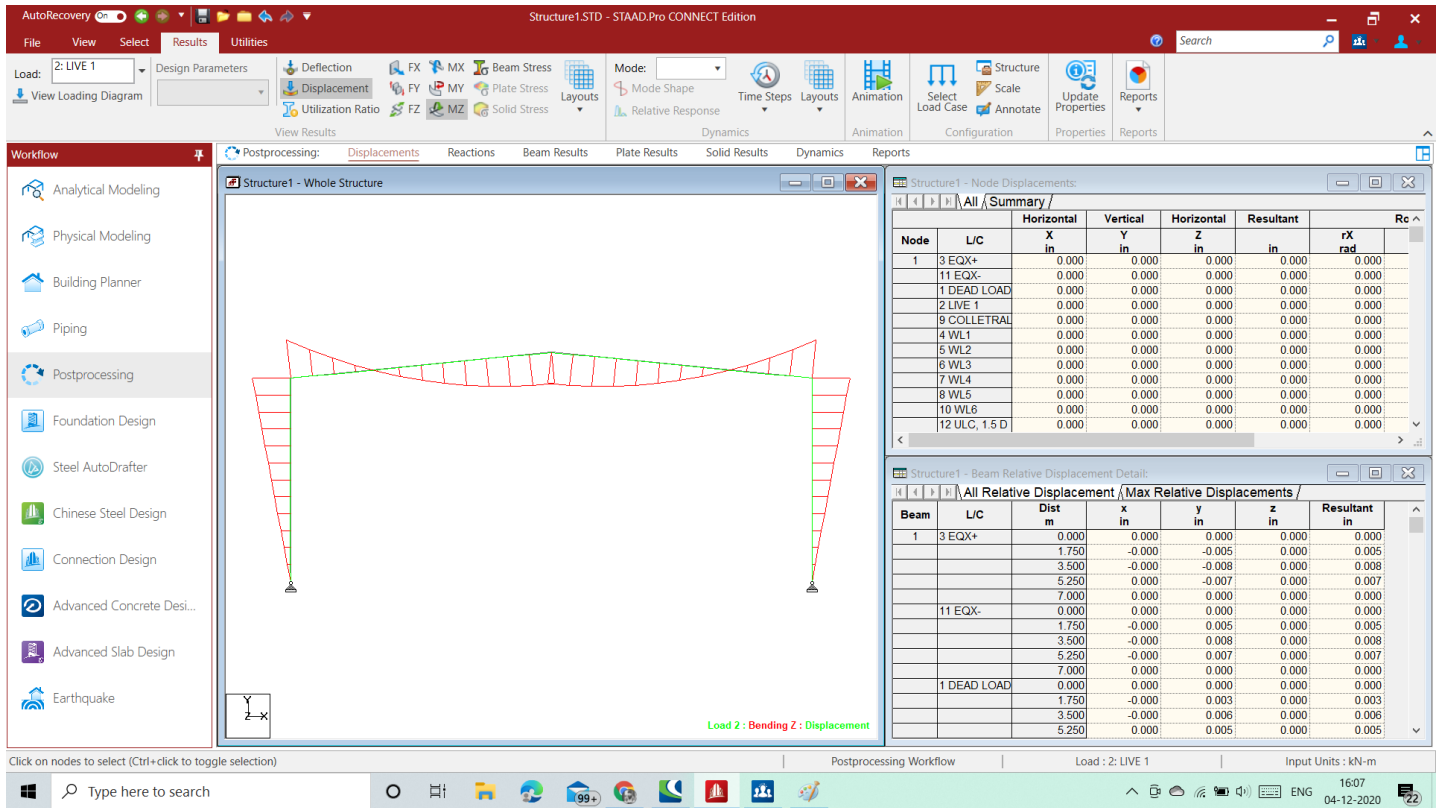 AutoRecovery On Structure1.STD - STAAD.Pro CONNECT Edition
File View Select Results Utilities Search
Load: 2: LIVE 1 Design Parameters Deflection FX MX Beam Stress Mode: Structure
View Loading Diagram Displacement FY MY Plate Stress Layouts Mode Shape Time Steps Layouts Animation Select Load Case Scale Update Properties Reports
Utilization Ratio FZ MZ Solid Stress Relative Response Annotate
View Results Dynamics Animation Configuration Properties Reports
Workflow Postprocessing: Displacements Reactions Beam Results Plate Results Solid Results Dynamics Reports
Analytical Modeling
Physical Modeling
Building Planner
Piping
Postprocessing
Foundation Design
Steel AutoDrafter
Chinese Steel Design
Connection Design
Advanced Concrete Desi...
Advanced Slab Design
Earthquake
Structure1 - Whole Structure
Y
Z X
Load 2 : Bending Z : Displacement
Structure1 - Node Displacements:
All Summary
Horizontal Vertical Horizontal Resultant Ro
Node L/C X Y Z rX
in in in in rad
1 3 EQX+ 0.000 0.000 0.000 0.000 0.000
11 EQX- 0.000 0.000 0.000 0.000 0.000
1 DEAD LOAD 0.000 0.000 0.000 0.000 0.000
2 LIVE 1 0.000 0.000 0.000 0.000 0.000
9 COLLETRAL 0.000 0.000 0.000 0.000 0.000
4 WL1 0.000 0.000 0.000 0.000 0.000
5 WL2 0.000 0.000 0.000 0.000 0.000
6 WL3 0.000 0.000 0.000 0.000 0.000
7 WL4 0.000 0.000 0.000 0.000 0.000
8 WL5 0.000 0.000 0.000 0.000 0.000
10 WL6 0.000 0.000 0.000 0.000 0.000
12 ULC, 1.5 D 0.000 0.000 0.000 0.000 0.000
Structure1 - Beam Relative Displacement Detail:
All Relative Displacement Max Relative Displacements
Beam L/C Dist x y z Resultant
m in in in in
1 3 EQX+ 0.000 0.000 0.000 0.000 0.000
1.750 -0.000 -0.005 0.000 0.005
3.500 -0.000 -0.008 0.000 0.008
5.250 0.000 -0.007 0.000 0.007
7.000 0.000 0.000 0.000 0.000
11 EQX- 0.000 0.000 0.000 0.000 0.000
1.750 -0.000 0.005 0.000 0.005
3.500 -0.000 0.008 0.000 0.008
5.250 -0.000 0.007 0.000 0.007
7.000 0.000 0.000 0.000 0.000
1 DEAD LOAD 0.000 0.000 0.000 0.000 0.000
1.750 -0.000 0.003 0.000 0.003
3.500 -0.000 0.006 0.000 0.006
5.250 0.000 0.005 0.000 0.005
Click on nodes to select (Ctrl+click to toggle selection) Postprocessing Workflow Load : 2: LIVE 1 Input Units : kN-m
Type here to search 99+ ENG 16:07
04-12-2020 22